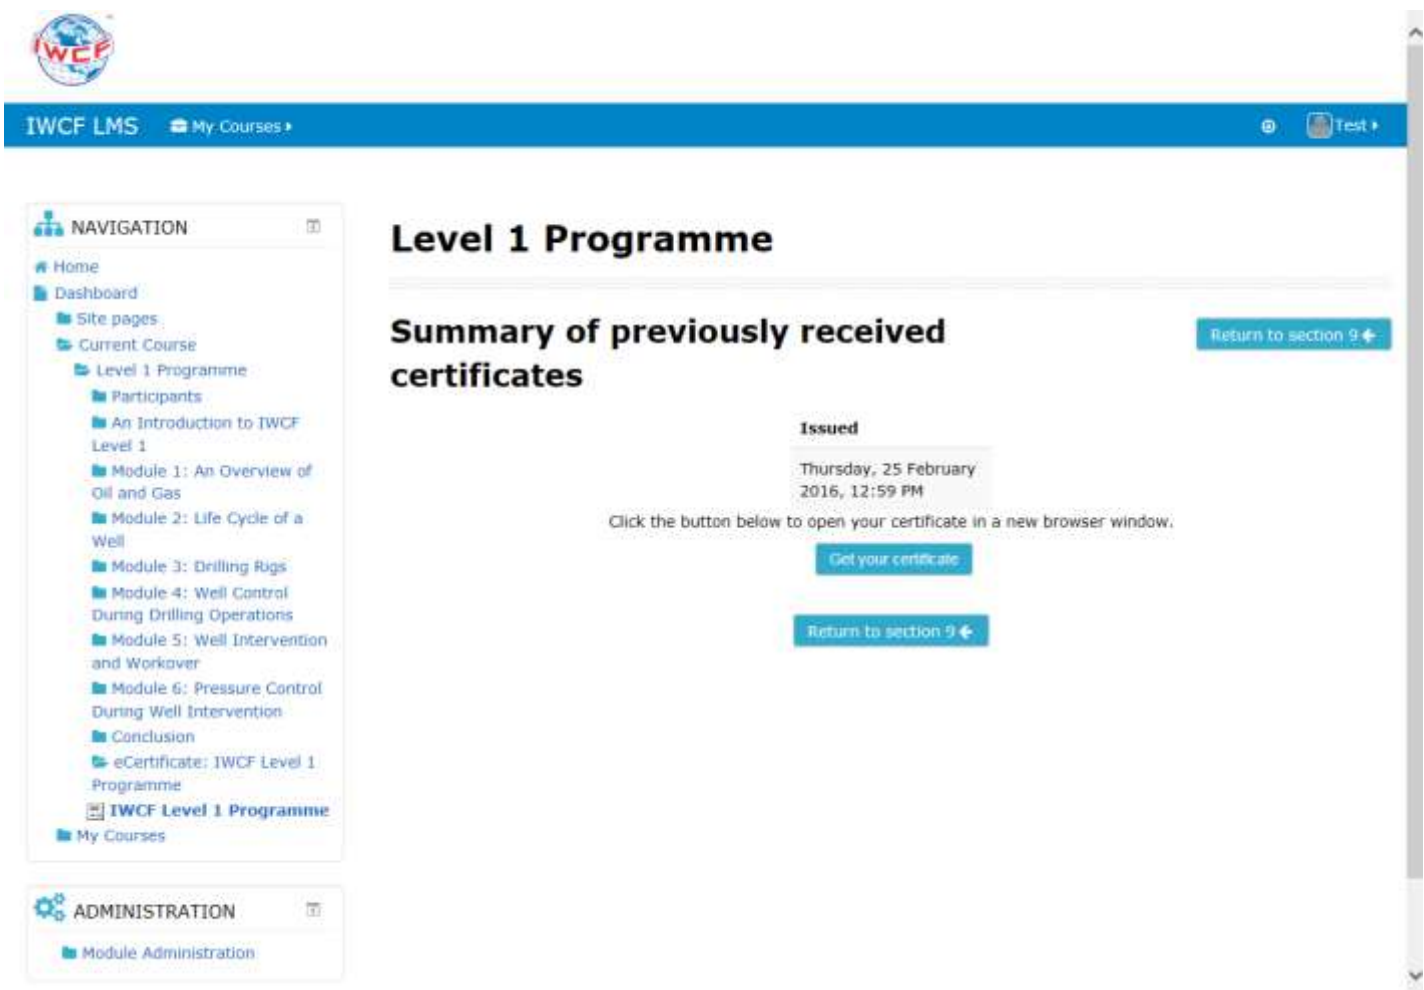 IWCF
IWCF LMS My Courses
Test
NAVIGATION
Home
Dashboard
Site pages
Current Course
Level 1 Programme
Participants
An Introduction to IWCF
Level 1
Module 1: An Overview of
Oil and Gas
Module 2: Life Cycle of a
Well
Module 3: Drilling Rigs
Module 4: Well Control
During Drilling Operations
Module 5: Well Intervention
and Workover
Module 6: Pressure Control
During Well Intervention
Conclusion
eCertificate: IWCF Level 1
Programme
IWCF Level 1 Programme
My Courses
ADMINISTRATION
Module Administration
Level 1 Programme
Summary of previously received
certificates
Return to section 9
Issued
Thursday, 25 February
2016, 12:59 PM
Click the button below to open your certificate in a new browser window.
Get your certificate
Return to section 9